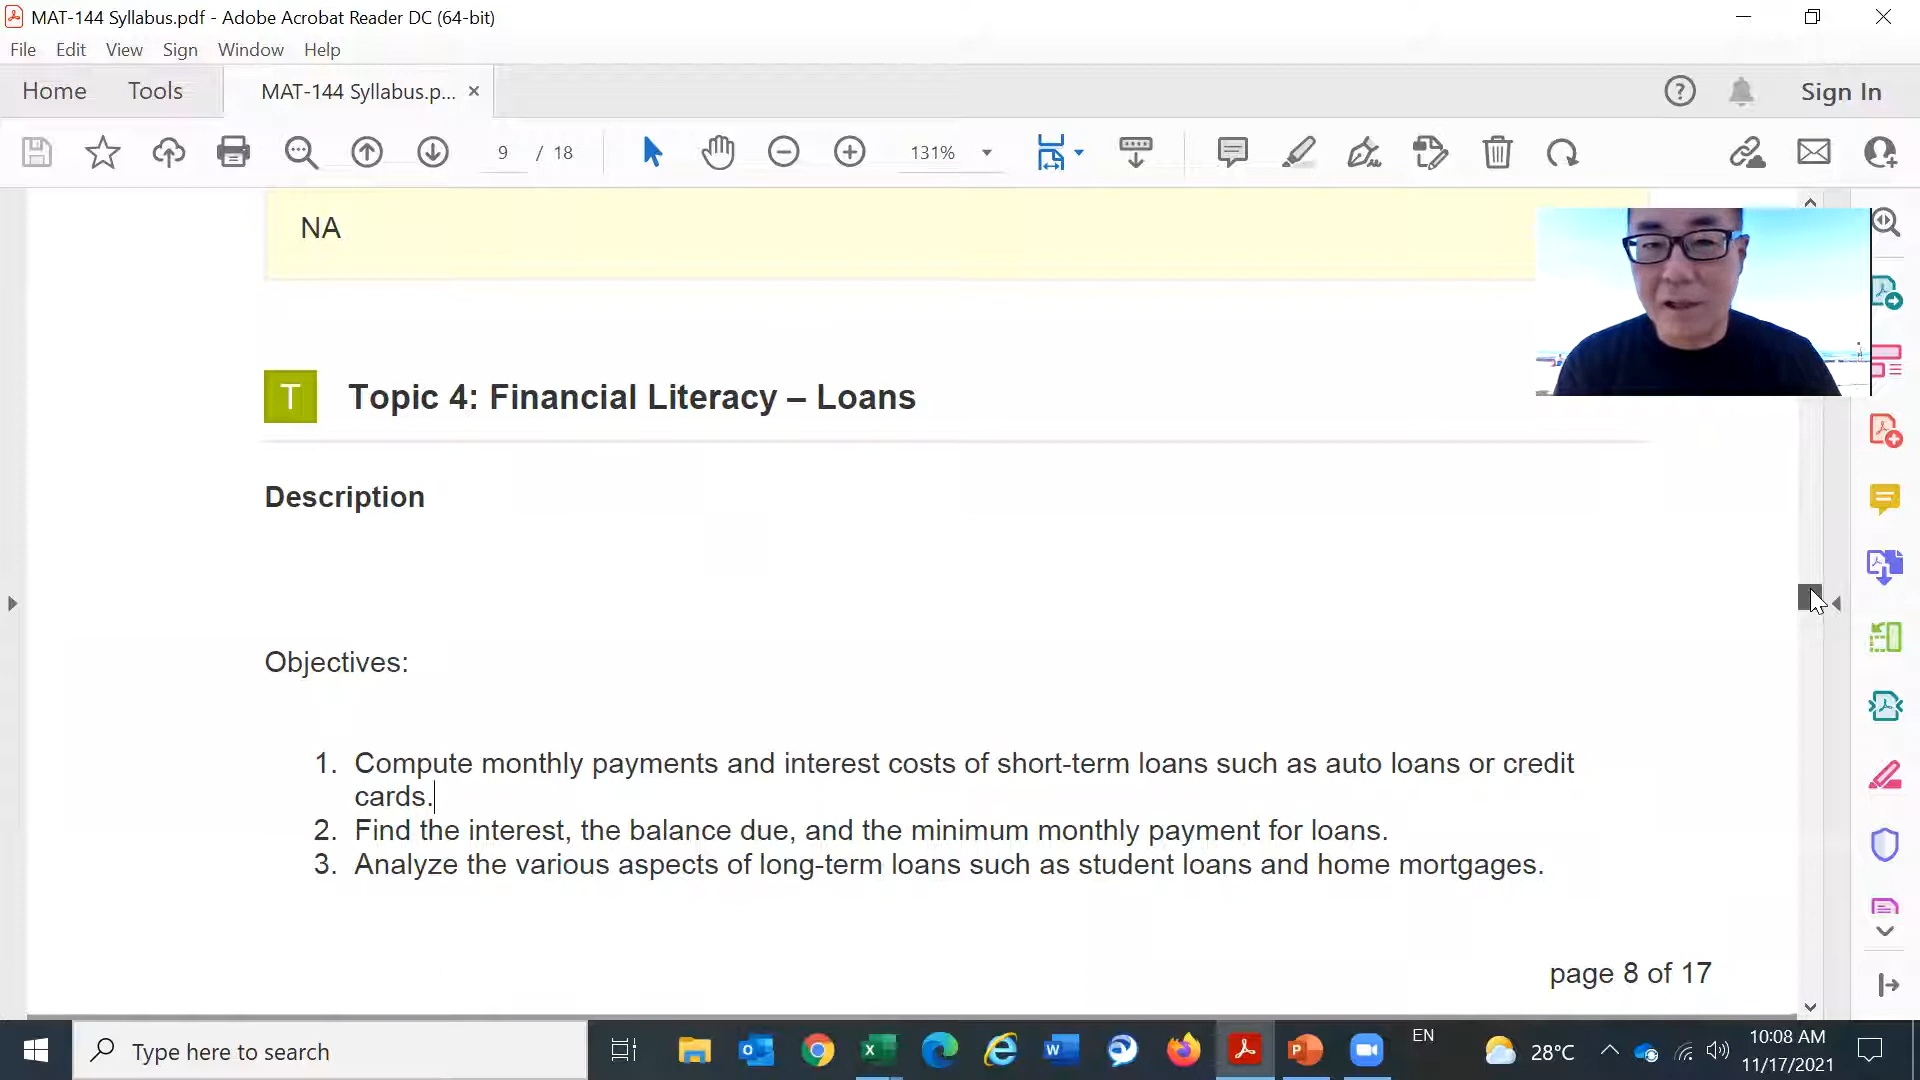 MAT-144 Syllabus.pdf - Adobe Acrobat Reader DC (64-bit)
File Edit View Sign Window Help
Home Tools MAT-144 Syllabus.p... × Sign In
9 / 18 131%
NA
T Topic 4: Financial Literacy – Loans
Description
Objectives:
1. Compute monthly payments and interest costs of short-term loans such as auto loans or credit
cards.
2. Find the interest, the balance due, and the minimum monthly payment for loans.
3. Analyze the various aspects of long-term loans such as student loans and home mortgages.
page 8 of 17
Type here to search
EN
28°C
10:08 AM
11/17/2021